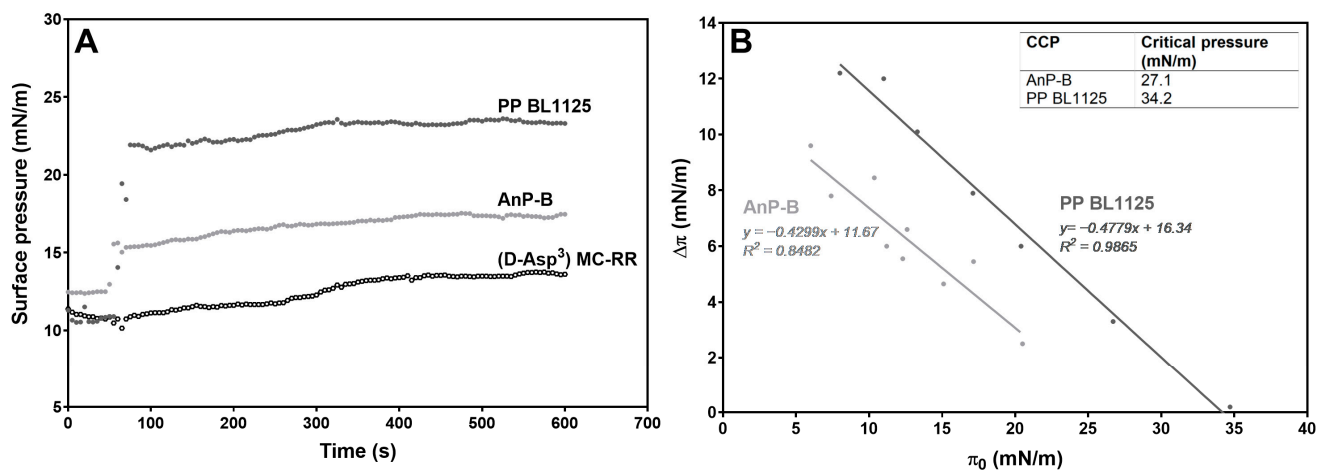 A
30
25
20
15
10
5
0
100
200
300
400
500
600
700
Surface pressure (mN/m)
Time (s)
PP BL1125
AnP-B
(D-Asp³) MC-RR
B
14
12
10
8
6
4
2
0
0
5
10
15
20
25
30
35
40
Δπ (mN/m)
π₀ (mN/m)
CCP Critical pressure
(mN/m)
AnP-B 27.1
PP BL1125 34.2
AnP-B
y = −0.4299x + 11.67
R² = 0.8482
PP BL1125
y= −0.4779x + 16.34
R² = 0.9865